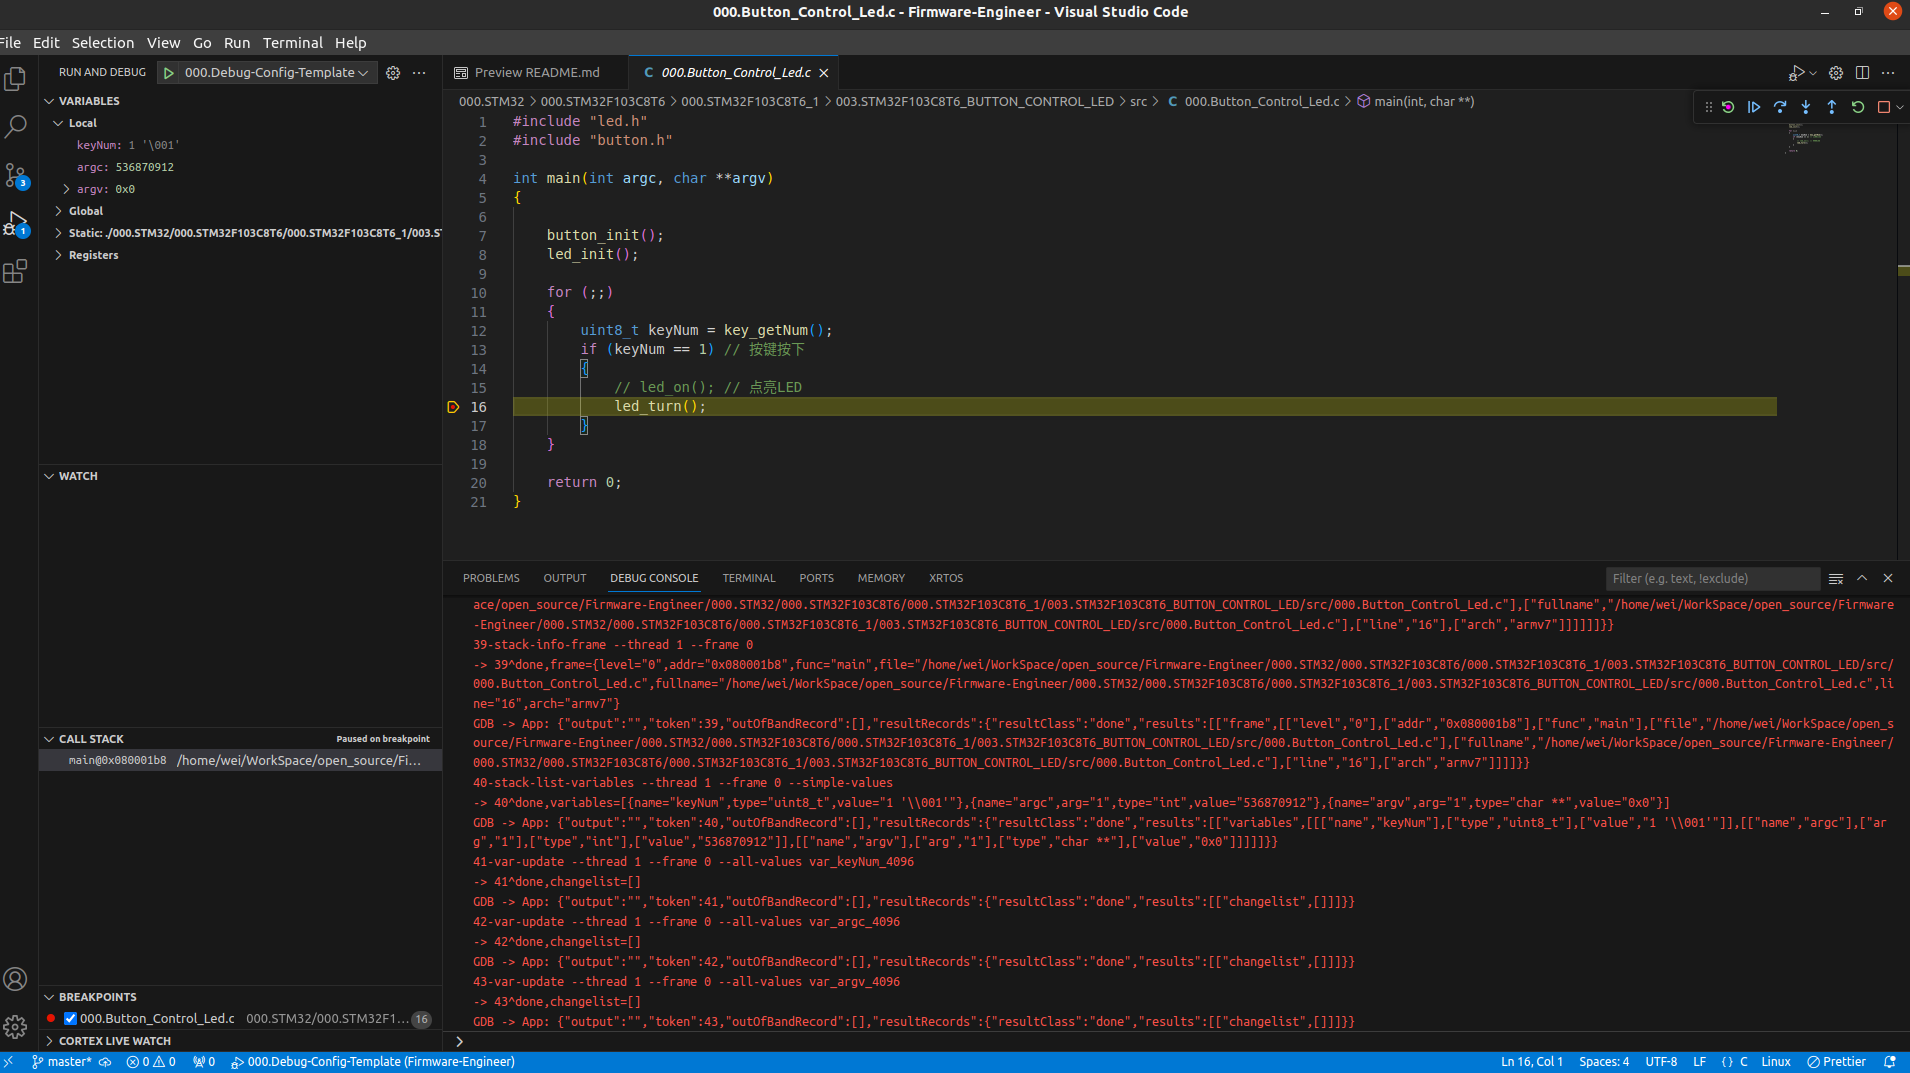 000.Button_Control_Led.c - Firmware-Engineer - Visual Studio Code
File Edit Selection View Go Run Terminal Help
RUN AND DEBUG
000.Debug-Config-Template
VARIABLES
Local
keyNum: 1 '\001'
argc: 536870912
argv: 0x0
Global
Static: ./000.STM32/000.STM32F103C8T6/000.STM32F103C8T6_1/003.ST
Registers
WATCH
CALL STACK
Paused on breakpoint
main@0x080001b8 /home/wei/WorkSpace/open_source/Fi...
BREAKPOINTS
000.Button_Control_Led.c 000.STM32/000.STM32F1... 16
CORTEX LIVE WATCH
3
1
Preview README.md
C 000.Button_Control_Led.c
000.STM32 > 000.STM32F103C8T6 > 000.STM32F103C8T6_1 > 003.STM32F103C8T6_BUTTON_CONTROL_LED > src > C 000.Button_Control_Led.c > main(int, char **)
1 #include "led.h"
2 #include "button.h"
3
4 int main(int argc, char **argv)
5 {
6
7 button_init();
8 led_init();
9
10 for (;;)
11 {
12 uint8_t keyNum = key_getNum();
13 if (keyNum == 1) // 按键按下
14 {
15 // led_on(); // 点亮LED
16 led_turn();
17 }
18 }
19
20 return 0;
21 }
PROBLEMS OUTPUT DEBUG CONSOLE TERMINAL PORTS MEMORY XRTOS
Filter (e.g. text, !exclude)
ace/open_source/Firmware-Engineer/000.STM32/000.STM32F103C8T6/000.STM32F103C8T6_1/003.STM32F103C8T6_BUTTON_CONTROL_LED/src/000.Button_Control_Led.c"],["fullname","/home/wei/WorkSpace/open_source/Firmware
-Engineer/000.STM32/000.STM32F103C8T6/000.STM32F103C8T6_1/003.STM32F103C8T6_BUTTON_CONTROL_LED/src/000.Button_Control_Led.c"],["line","16"],["arch","armv7"]]]]]]}}
39-stack-info-frame --thread 1 --frame 0
-> 39^done,frame={level="0",addr="0x080001b8",func="main",file="/home/wei/WorkSpace/open_source/Firmware-Engineer/000.STM32/000.STM32F103C8T6/000.STM32F103C8T6_1/003.STM32F103C8T6_BUTTON_CONTROL_LED/src/
000.Button_Control_Led.c",fullname="/home/wei/WorkSpace/open_source/Firmware-Engineer/000.STM32/000.STM32F103C8T6/000.STM32F103C8T6_1/003.STM32F103C8T6_BUTTON_CONTROL_LED/src/000.Button_Control_Led.c",li
ne="16",arch="armv7"}
GDB -> App: {"output":"","token":39,"outOfBandRecord":[],"resultRecords":{"resultClass":"done","results":[["frame",[["level","0"],["addr","0x080001b8"],["func","main"],["file","/home/wei/WorkSpace/open_s
ource/Firmware-Engineer/000.STM32/000.STM32F103C8T6/000.STM32F103C8T6_1/003.STM32F103C8T6_BUTTON_CONTROL_LED/src/000.Button_Control_Led.c"],["fullname","/home/wei/WorkSpace/open_source/Firmware-Engineer/
000.STM32/000.STM32F103C8T6/000.STM32F103C8T6_1/003.STM32F103C8T6_BUTTON_CONTROL_LED/src/000.Button_Control_Led.c"],["line","16"],["arch","armv7"]]]]}}
40-stack-list-variables --thread 1 --frame 0 --simple-values
-> 40^done,variables=[{name="keyNum",type="uint8_t",value="1 '\\001'"},{name="argc",arg="1",type="int",value="536870912"},{name="argv",arg="1",type="char **",value="0x0"}]
GDB -> App: {"output":"","token":40,"outOfBandRecord":[],"resultRecords":{"resultClass":"done","results":[["variables",[[["name","keyNum"],["type","uint8_t"],["value","1 '\\001'"]],[["name","argc"],["ar
g","1"],["type","int"],["value","536870912"]],[["name","argv"],["arg","1"],["type","char **"],["value","0x0"]]]]]}}
41-var-update --thread 1 --frame 0 --all-values var_keyNum_4096
-> 41^done,changelist=[]
GDB -> App: {"output":"","token":41,"outOfBandRecord":[],"resultRecords":{"resultClass":"done","results":[["changelist",[]]]}}
42-var-update --thread 1 --frame 0 --all-values var_argc_4096
-> 42^done,changelist=[]
GDB -> App: {"output":"","token":42,"outOfBandRecord":[],"resultRecords":{"resultClass":"done","results":[["changelist",[]]]}}
43-var-update --thread 1 --frame 0 --all-values var_argv_4096
-> 43^done,changelist=[]
GDB -> App: {"output":"","token":43,"outOfBandRecord":[],"resultRecords":{"resultClass":"done","results":[["changelist",[]]]}}
>
master* 0 0 0 000.Debug-Config-Template (Firmware-Engineer) Ln 16, Col 1 Spaces: 4 UTF-8 LF {} C Linux Prettier